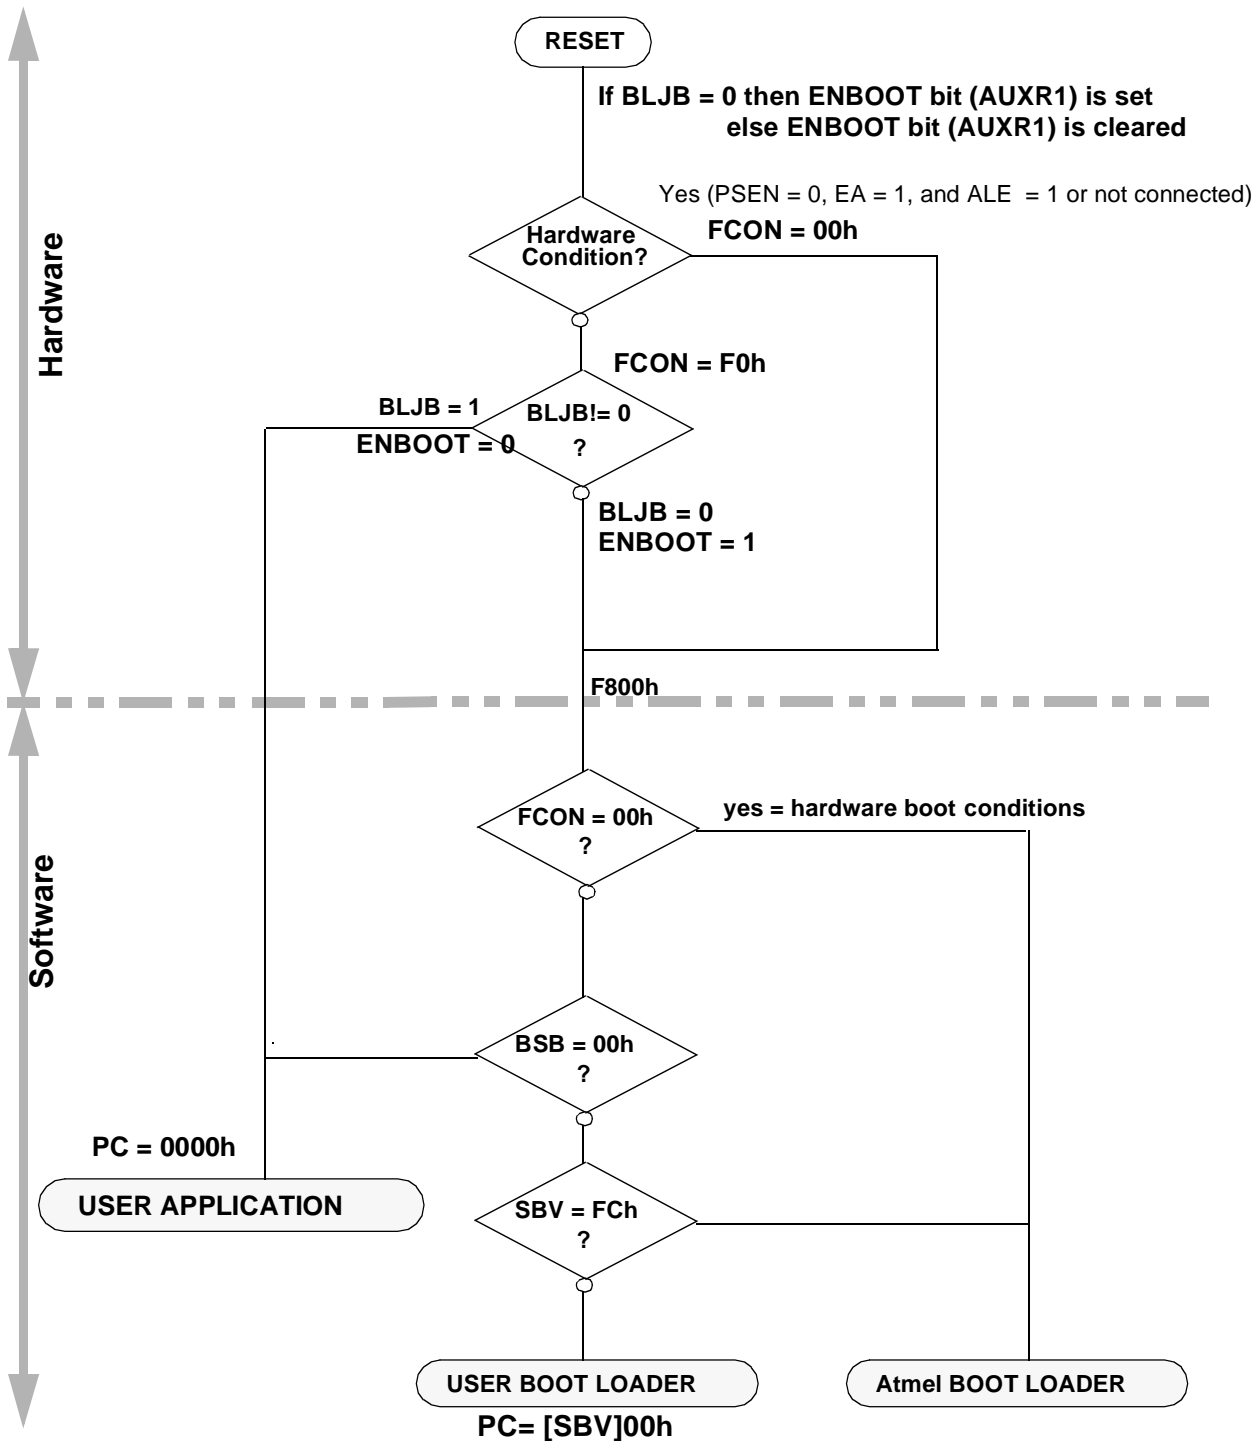 RESET
If BLJB = 0 then ENBOOT bit (AUXR1) is set
else ENBOOT bit (AUXR1) is cleared
Yes (PSEN = 0, EA = 1, and ALE = 1 or not connected)
Hardware
Condition?
FCON = 00h
Hardware
FCON = F0h
BLJB = 1
ENBOOT = 0
BLJB!= 0
?
BLJB = 0
ENBOOT = 1
F800h
FCON = 00h
?
yes = hardware boot conditions
Software
BSB = 00h
?
PC = 0000h
USER APPLICATION
SBV = FCh
?
USER BOOT LOADER
PC= [SBV]00h
Atmel BOOT LOADER